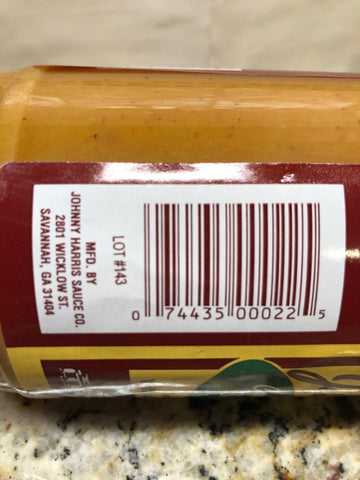 LOT #143
MFD. BY
JOHNNY HARRIS SAUCE CO.
2801 WICKLOW ST.
SAVANNAH, GA 31404
0 74435 00022 5